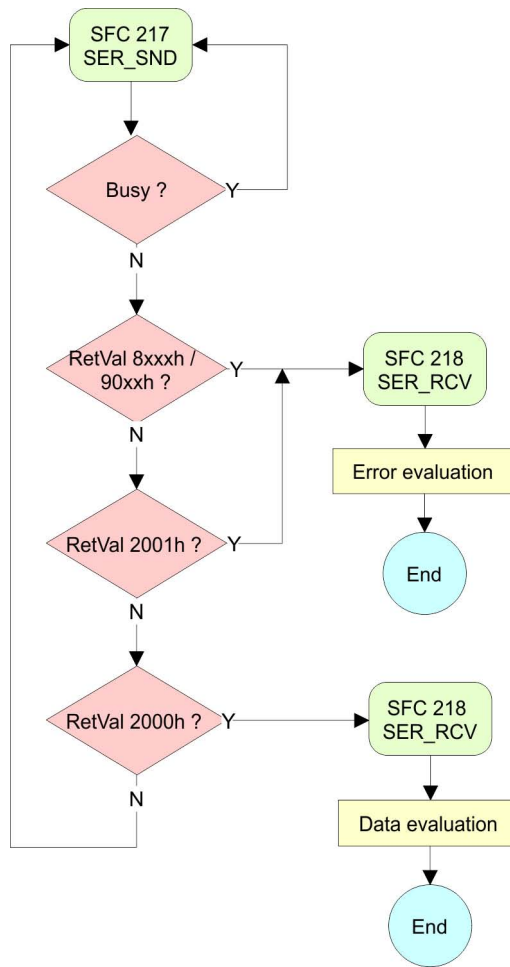 SFC 217
SER_SND
Busy ?
Y
N
RetVal 8xxxh /
90xxh ?
Y
SFC 218
SER_RCV
N
Error evaluation
RetVal 2001h ?
Y
End
N
RetVal 2000h ?
Y
SFC 218
SER_RCV
N
Data evaluation
End